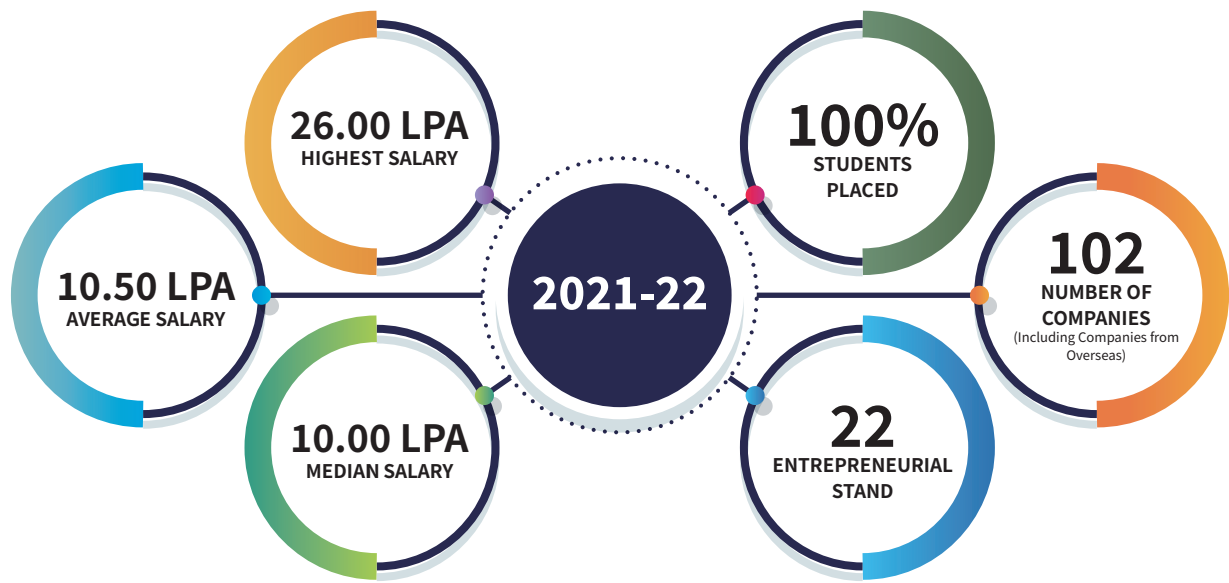 26.00 LPA
HIGHEST SALARY
100%
STUDENTS
PLACED
10.50 LPA
AVERAGE SALARY
2021-22
102
NUMBER OF
COMPANIES
(Including Companies from
Overseas)
10.00 LPA
MEDIAN SALARY
22
ENTREPRENEURIAL
STAND